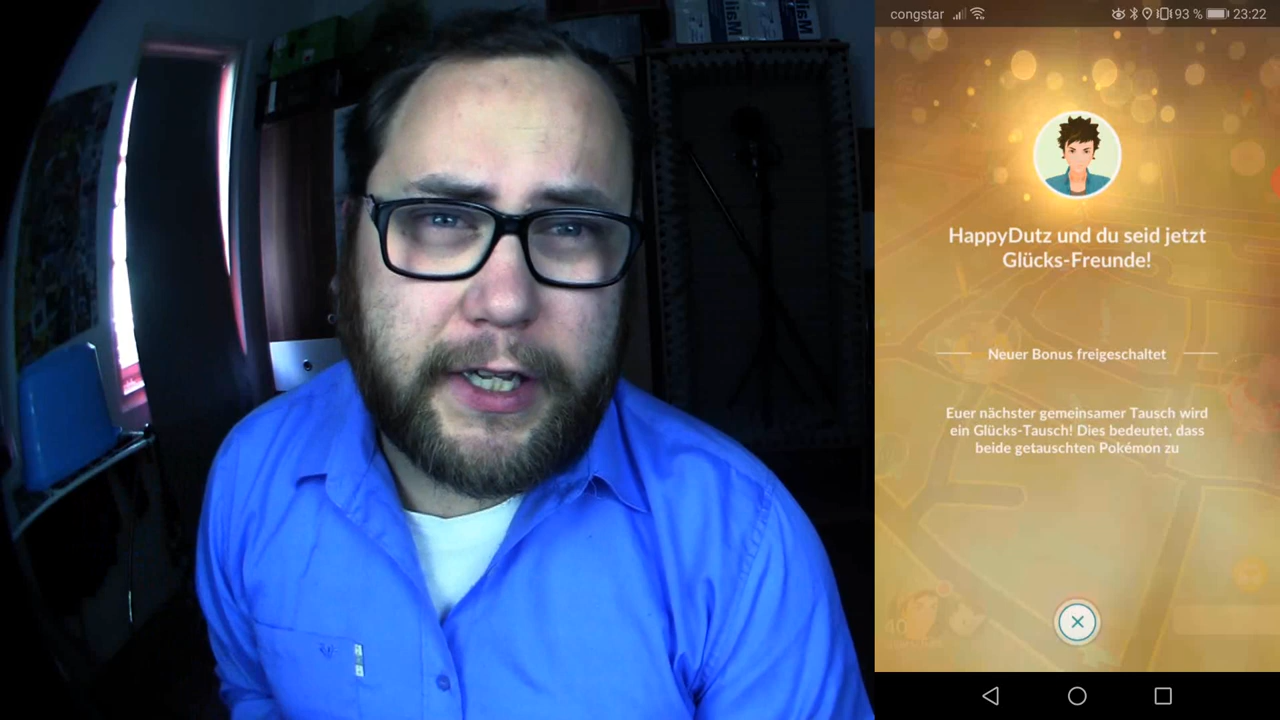 congstar
93 %
23:22
HappyDutz und du seid jetzt
Glücks-Freunde!
Neuer Bonus freigeschaltet
Euer nächster gemeinsamer Tausch wird
ein Glücks-Tausch! Dies bedeutet, dass
beide getauschten Pokémon zu